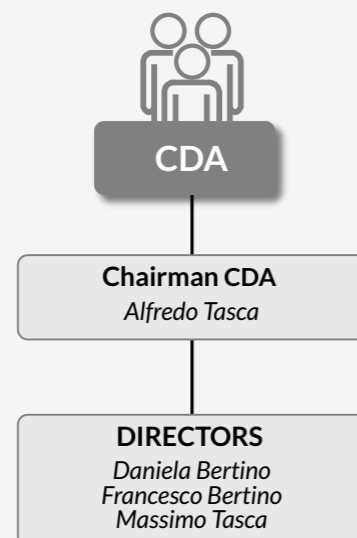 CDA
Chairman CDA
Alfredo Tasca
DIRECTORS
Daniela Bertino
Francesco Bertino
Massimo Tasca